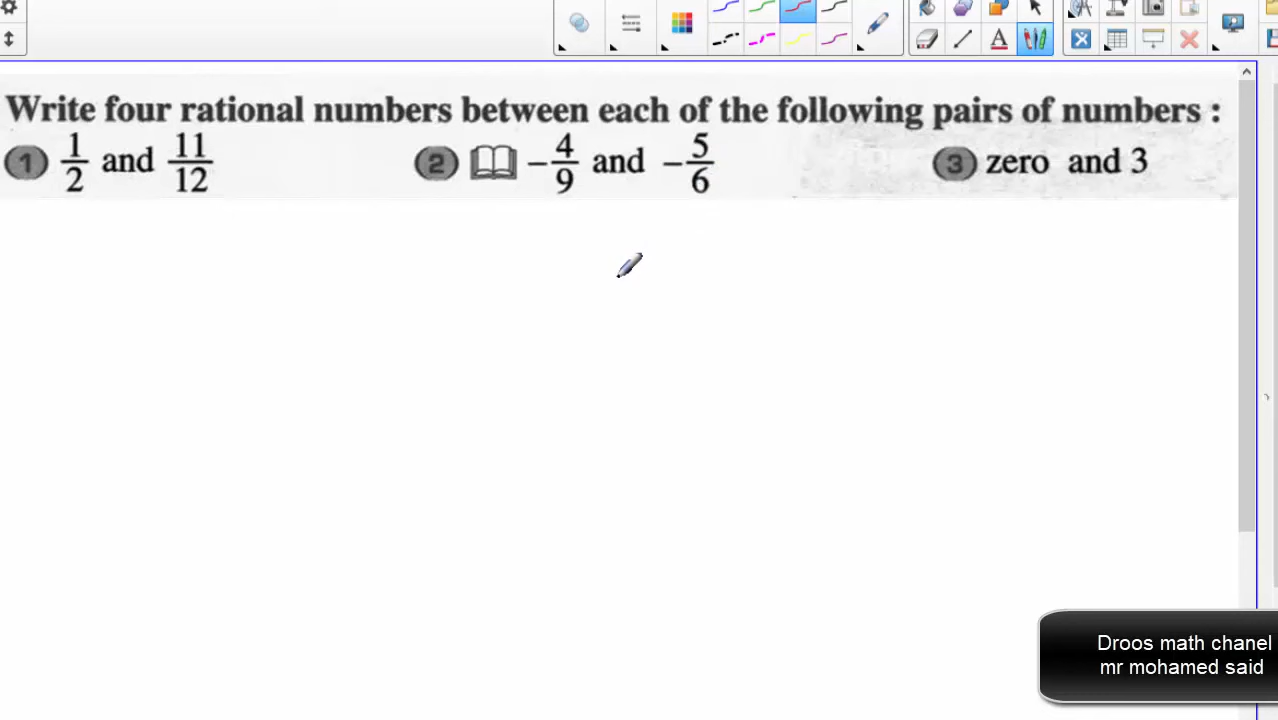 Write four rational numbers between each of the following pairs of numbers :
1 1/2 and 11/12 2 -4/9 and -5/6 3 zero and 3
A
Droos math chanel
mr mohamed said